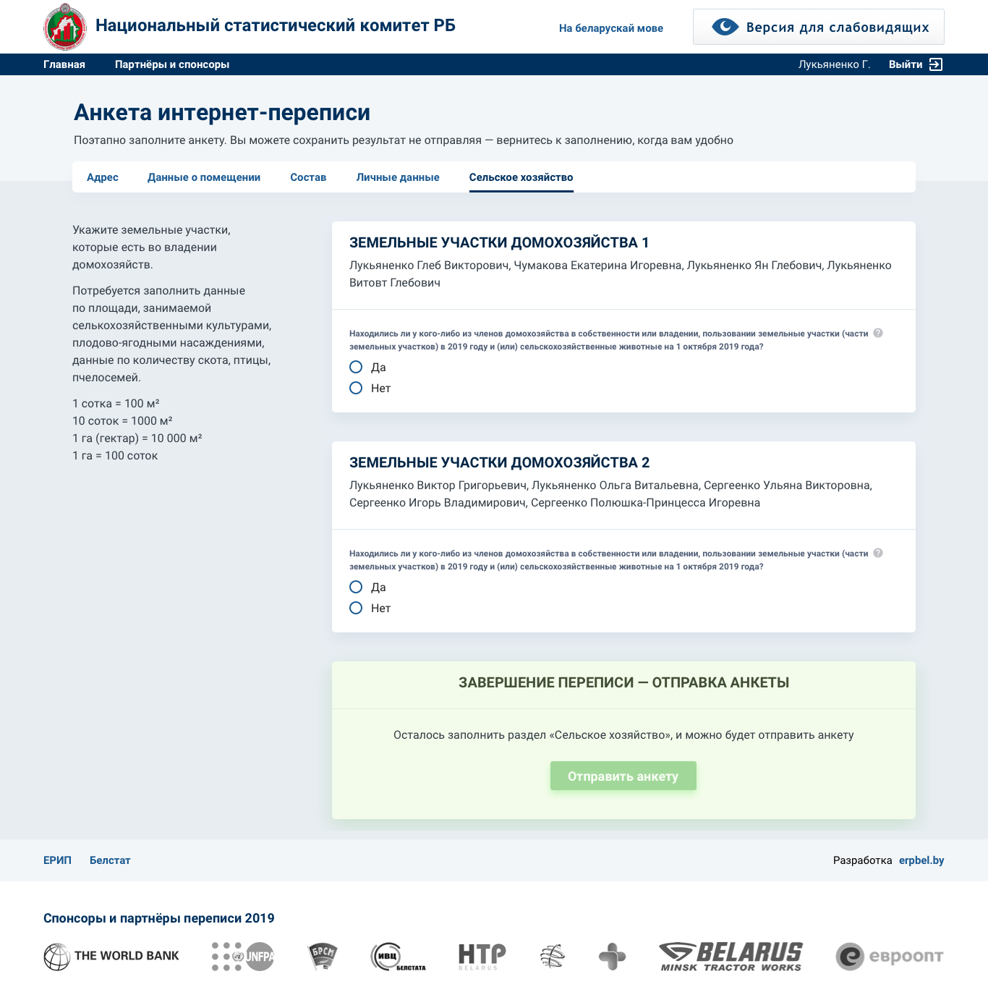 Национальный статистический комитет РБ
На беларускай мове
Версия для слабовидящих
Главная
Партнёры и спонсоры
Лукьяненко Г.
Выйти
Анкета интернет-переписи
Поэтапно заполните анкету. Вы можете сохранить результат не отправляя — вернитесь к заполнению, когда вам удобно
Адрес
Данные о помещении
Состав
Личные данные
Сельское хозяйство
Укажите земельные участки,
которые есть во владении
домохозяйств.
Потребуется заполнить данные
по площади, занимаемой
селькохозяйственными культурами,
плодово-ягодными насаждениями,
данные по количеству скота, птицы,
пчелосемей.
1 сотка = 100 м²
10 соток = 1000 м²
1 га (гектар) = 10 000 м²
1 га = 100 соток
ЗЕМЕЛЬНЫЕ УЧАСТКИ ДОМОХОЗЯЙСТВА 1
Лукьяненко Глеб Викторович, Чумакова Екатерина Игоревна, Лукьяненко Ян Глебович, Лукьяненко
Витовт Глебович
Находились ли у кого-либо из членов домохозяйства в собственности или владении, пользовании земельные участки (части
земельных участков) в 2019 году и (или) сельскохозяйственные животные на 1 октября 2019 года?
Да
Нет
ЗЕМЕЛЬНЫЕ УЧАСТКИ ДОМОХОЗЯЙСТВА 2
Лукьяненко Виктор Григорьевич, Лукьяненко Ольга Витальевна, Сергеенко Ульяна Викторовна,
Сергеенко Игорь Владимирович, Сергеенко Полюшка-Принцесса Игоревна
Находились ли у кого-либо из членов домохозяйства в собственности или владении, пользовании земельные участки (части
земельных участков) в 2019 году и (или) сельскохозяйственные животные на 1 октября 2019 года?
Да
Нет
ЗАВЕРШЕНИЕ ПЕРЕПИСИ — ОТПРАВКА АНКЕТЫ
Осталось заполнить раздел «Сельское хозяйство», и можно будет отправить анкету
Отправить анкету
ЕРИП
Белстат
Разработка erpbel.by
Спонсоры и партнёры переписи 2019
THE WORLD BANK
UNFPA
БРСМ
ИВЦ
БЕЛСТАТА
НТР
BELARUS
BELARUS
MINSK TRACTOR WORKS
евроопт